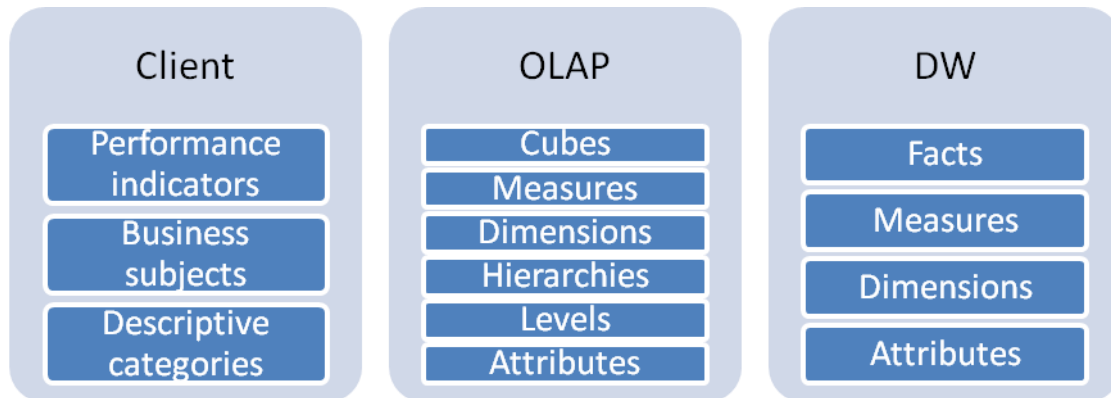 Client
Performance
indicators
Business
subjects
Descriptive
categories
OLAP
Cubes
Measures
Dimensions
Hierarchies
Levels
Attributes
DW
Facts
Measures
Dimensions
Attributes